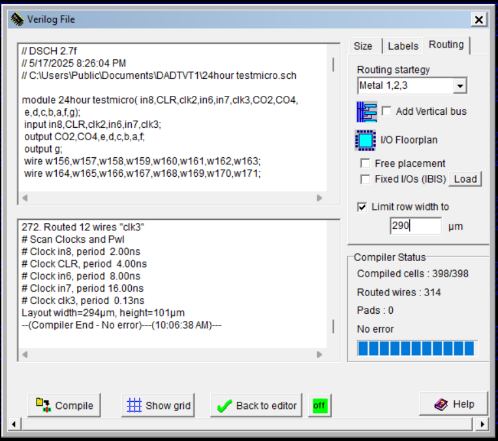 Verilog File
// DSCH 2.7f
// 5/17/2025 8:26:04 PM
// C:\Users\Public\Documents\DADTVT1\24hour testmicro.sch
module 24hour testmicro( in8,CLR,clk2,in6,in7,clk3,CO2,CO4,
e,d,c,b,a,f,g);
input in8,CLR,clk2,in6,in7,clk3;
output CO2,CO4,e,d,c,b,a,f;
output g;
wire w156,w157,w158,w159,w160,w161,w162,w163;
wire w164,w165,w166,w167,w168,w169,w170,w171;
272. Routed 12 wires "clk3"
# Scan Clocks and Pwl
# Clock in8, period 2.00ns
# Clock CLR, period 4.00ns
# Clock in6, period 8.00ns
# Clock in7, period 16.00ns
# Clock clk3, period 0.13ns
Layout width=294µm, height=101µm
--(Compiler End - No error)---(10:06:38 AM)---
Size
Labels
Routing
Routing startegy
Metal 1,2,3
Add Vertical bus
I/O Floorplan
Free placement
Fixed I/Os (IBIS)
Load
Limit row width to
290
µm
Compiler Status
Compiled cells : 398/398
Routed wires : 314
Pads : 0
No error
Compile
Show grid
Back to editor
off
Help